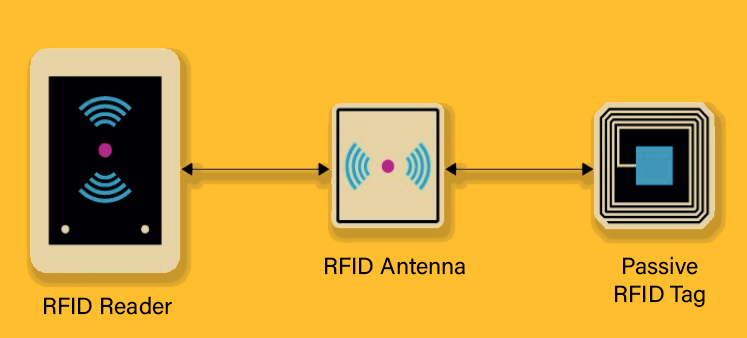 RFID Reader
RFID Antenna
Passive
RFID Tag